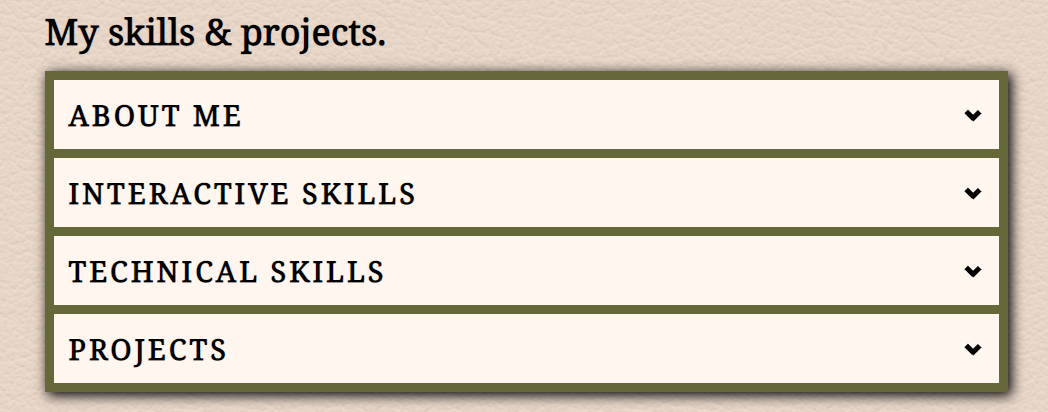 My skills & projects.
ABOUT ME
INTERACTIVE SKILLS
TECHNICAL SKILLS
PROJECTS